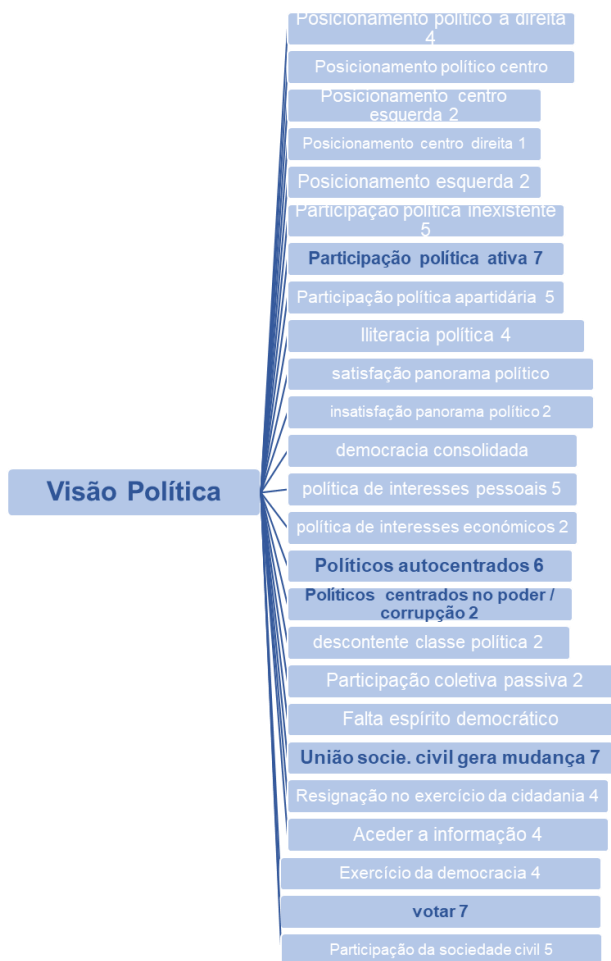 Posicionamento político à direita
4
Posicionamento político centro
Posicionamento centro
esquerda 2
Posicionamento centro direita 1
Posicionamento esquerda 2
Participação política inexistente
5
Participação política ativa 7
Participação política apartidária 5
Iliteracia política 4
satisfação panorama político
insatisfação panorama político 2
democracia consolidada
Visão Política
política de interesses pessoais 5
política de interesses económicos 2
Políticos autocentrados 6
Políticos centrados no poder /
corrupção 2
descontente classe política 2
Participação coletiva passiva 2
Falta espírito democrático
União socie. civil gera mudança 7
Resignação no exercício da cidadania 4
Aceder a informação 4
Exercício da democracia 4
votar 7
Participação da sociedade civil 5